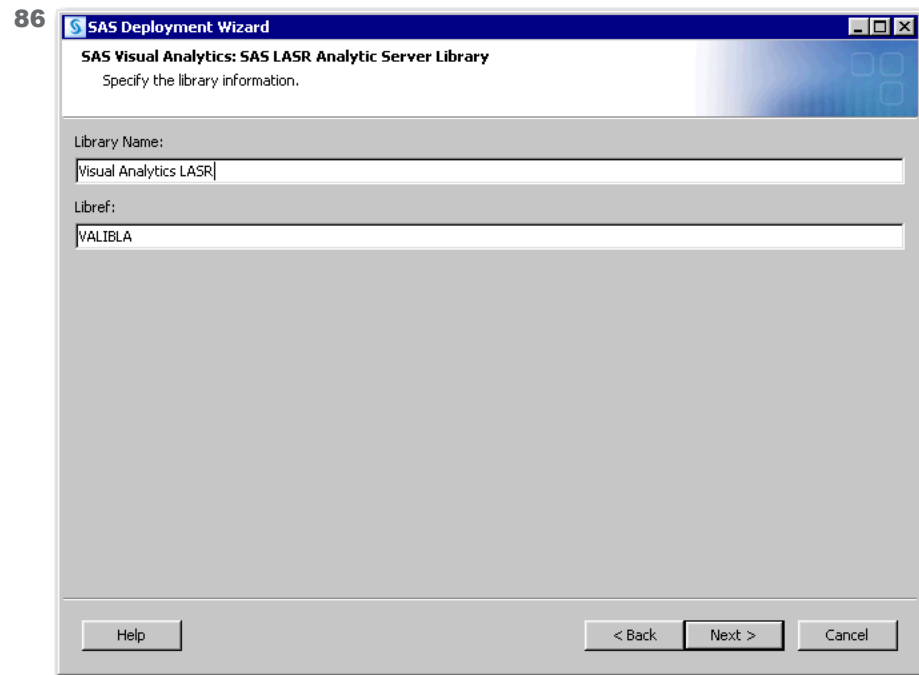 86
SAS Deployment Wizard
SAS Visual Analytics: SAS LASR Analytic Server Library
Specify the library information.
Library Name:
Visual Analytics LASR
Libref:
VALIBLA
Help
< Back
Next >
Cancel